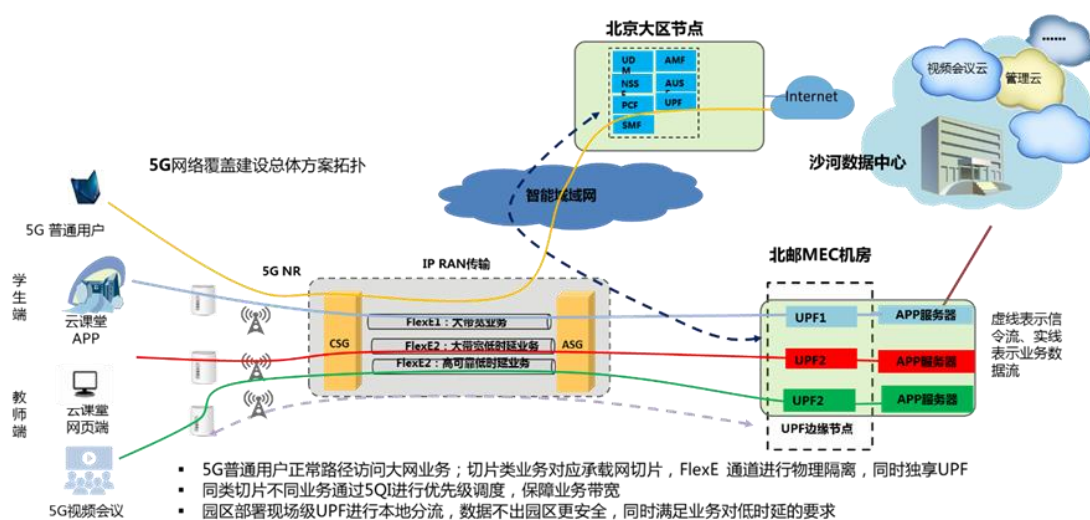 北京大区节点
UD
M
AMF
NSS
F
AUS
F
PCF
UPF
SMF
Internet
......
视频会议云
管理云
沙河数据中心
5G网络覆盖建设总体方案拓扑
智能城域网
5G 普通用户
北邮MEC机房
5G NR
IP RAN传输
学生端
云课堂
APP
CSG
FlexE1：大带宽业务
FlexE2：大带宽低时延业务
FlexE2：高可靠低时延业务
ASG
UPF1
APP服务器
UPF2
APP服务器
UPF2
APP服务器
UPF边缘节点
虚线表示信
令流、实线
表示业务数
据流
教师端
云课堂
网页端
5G视频会议
▪ 5G普通用户正常路径访问大网业务；切片类业务对应承载网切片，FlexE 通道进行物理隔离，同时独享UPF
▪ 同类切片不同业务通过5QI进行优先级调度，保障业务带宽
▪ 园区部署现场级UPF进行本地分流，数据不出园区更安全，同时满足业务对低时延的要求